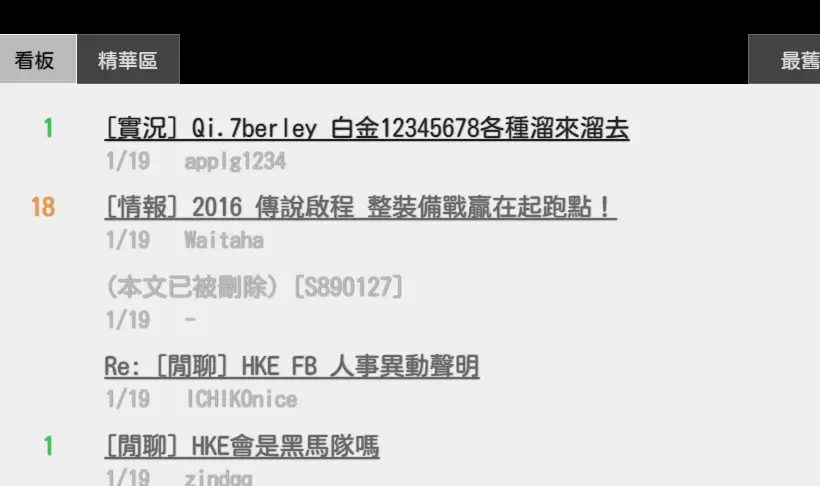 看板 精華區 最舊
1 [實況] Qi.7berley 白金12345678各種溜來溜去
1/19 applg1234
18 [情報] 2016 傳說啟程 整裝備戰贏在起跑點！
1/19 Waitaha
(本文已被刪除) [S890127]
1/19 -
Re: [閒聊] HKE FB 人事異動聲明
1/19 ICHIKOnice
1 [閒聊] HKE會是黑馬隊嗎
1/19